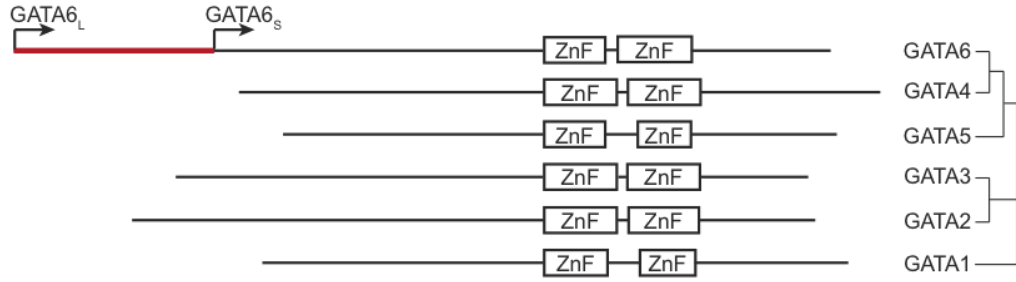 GATA6L GATA6S
ZnF ZnF GATA6
ZnF ZnF GATA4
ZnF ZnF GATA5
ZnF ZnF GATA3
ZnF ZnF GATA2
ZnF ZnF GATA1